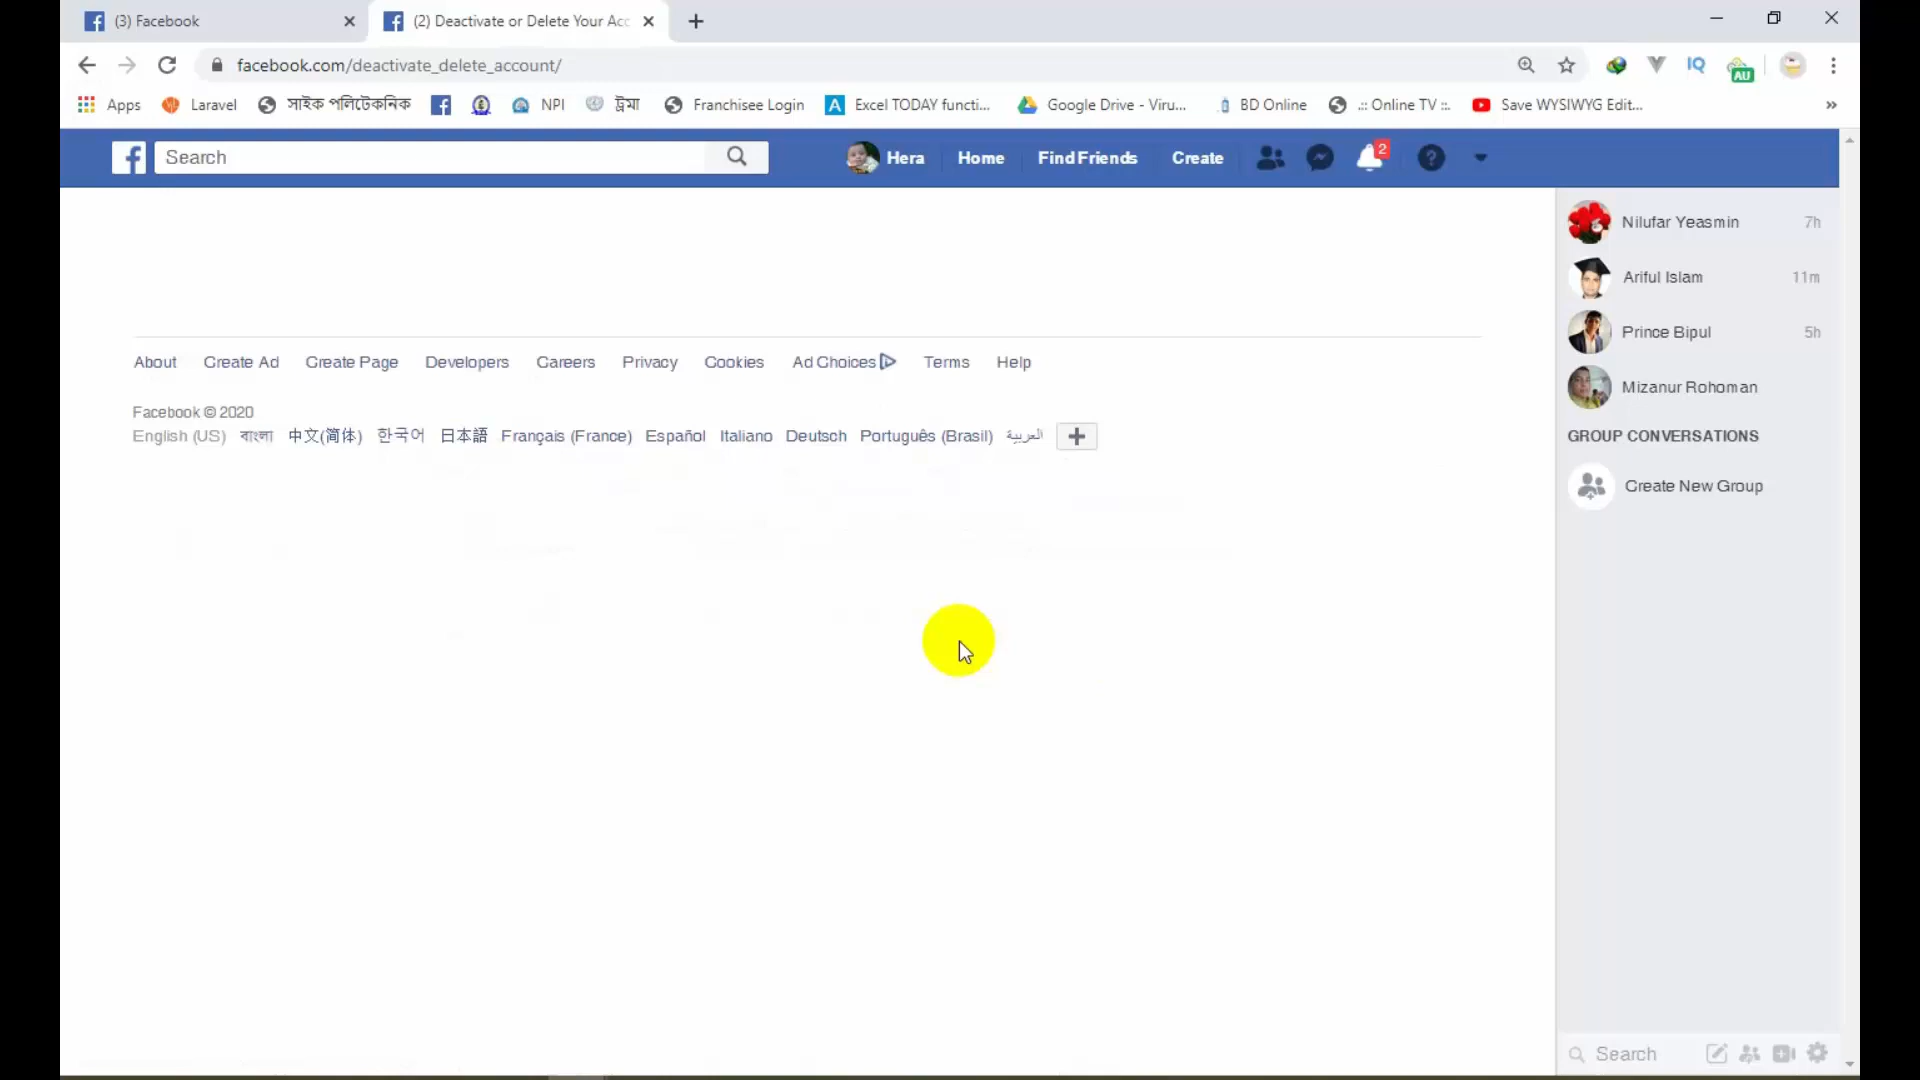 (3) Facebook
(2) Deactivate or Delete Your Acc
facebook.com/deactivate_delete_account/
AU
Apps Laravel সাইক পলিটেকনিক NPI ট্রমা Franchisee Login Excel TODAY functi... Google Drive - Viru... BD Online .:: Online TV ::. Save WYSIWYG Edit... »
Search Hera Home Find Friends Create 2
Nilufar Yeasmin 7h
Ariful Islam 11m
Prince Bipul 5h
Mizanur Rohoman
GROUP CONVERSATIONS
Create New Group
About Create Ad Create Page Developers Careers Privacy Cookies Ad Choices Terms Help
Facebook © 2020
English (US) বাংলা 中文(简体) 한국어 日本語 Français (France) Español Italiano Deutsch Português (Brasil) العربية
Search